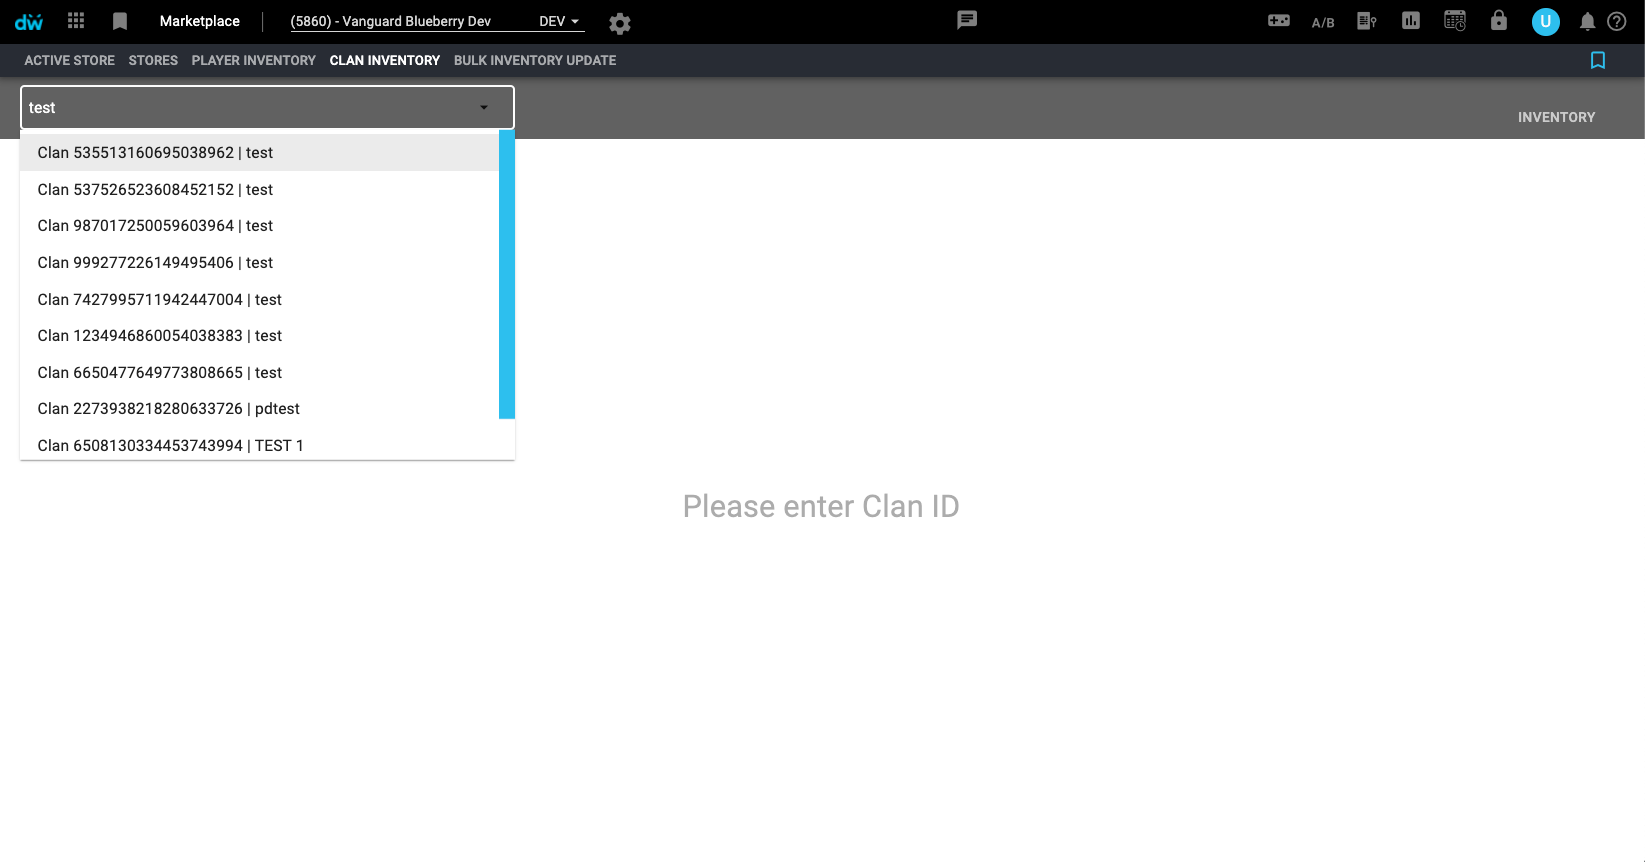 dw Marketplace (5860) - Vanguard Blueberry Dev DEV A/B U
ACTIVE STORE STORES PLAYER INVENTORY CLAN INVENTORY BULK INVENTORY UPDATE
test
INVENTORY
Clan 535513160695038962 | test
Clan 537526523608452152 | test
Clan 987017250059603964 | test
Clan 999277226149495406 | test
Clan 7427995711942447004 | test
Clan 1234946860054038383 | test
Clan 6650477649773808665 | test
Clan 2273938218280633726 | pdtest
Clan 6508130334453743994 | TEST 1
Please enter Clan ID